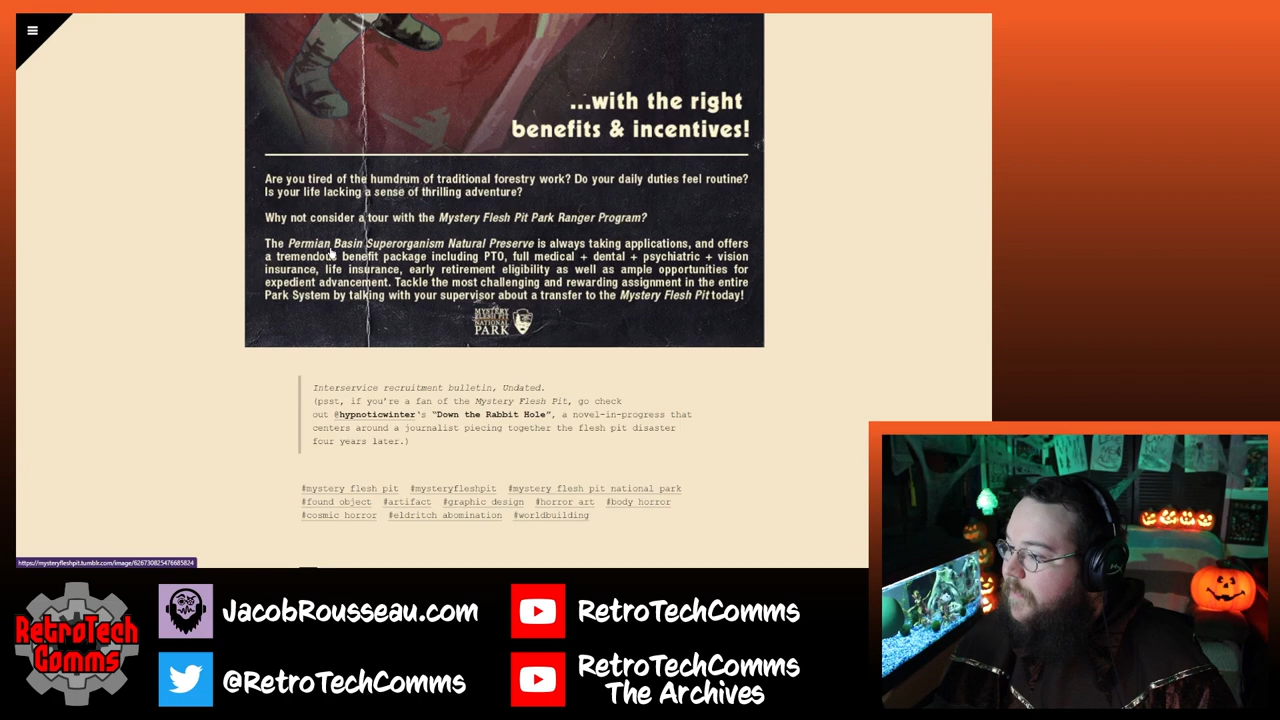 ...with the right
benefits & incentives!
Are you tired of the humdrum of traditional forestry work? Do your daily duties feel routine?
Is your life lacking a sense of thrilling adventure?
Why not consider a tour with the Mystery Flesh Pit Park Ranger Program?
The Permian Basin Superorganism Natural Preserve is always taking applications, and offers
a tremendous benefit package including PTO, full medical + dental + psychiatric + vision
insurance, life insurance, early retirement eligibility as well as ample opportunities for
expedient advancement. Tackle the most challenging and rewarding assignment in the entire
Park System by talking with your supervisor about a transfer to the Mystery Flesh Pit today!
MYSTERY
FLESH PIT
NATIONAL
PARK
Interservice recruitment bulletin, Undated.
(psst, if you're a fan of the Mystery Flesh Pit, go check
out @hypnoticwinter's "Down the Rabbit Hole", a novel-in-progress that
centers around a journalist piecing together the flesh pit disaster
four years later.)
#mystery flesh pit #mysteryfleshpit #mystery flesh pit national park
#found object #artifact #graphic design #horror art #body horror
#cosmic horror #eldritch abomination #worldbuilding
https://mysteryfleshpit.tumblr.com/image/626730825476685824
RetroTech
Comms
JacobRousseau.com
@RetroTechComms
RetroTechComms
RetroTechComms
The Archives